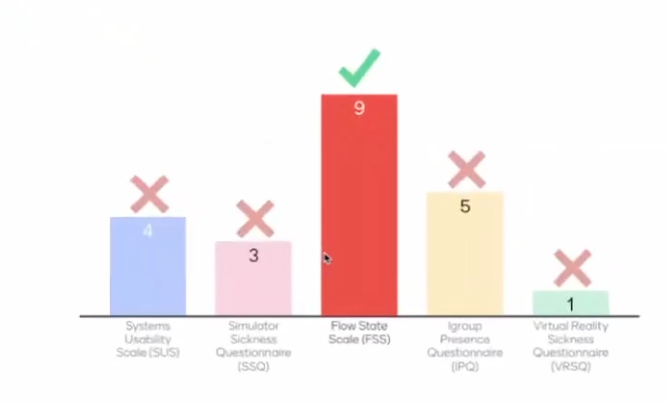 9
5
4
3
1
Systems
Usability
Scale (SUS)
Simulator
Sickness
Questionnaire
(SSQ)
Flow State
Scale (FSS)
Igroup
Presence
Questionnaire
(IPQ)
Virtual Reality
Sickness
Questionnaire
(VRSQ)